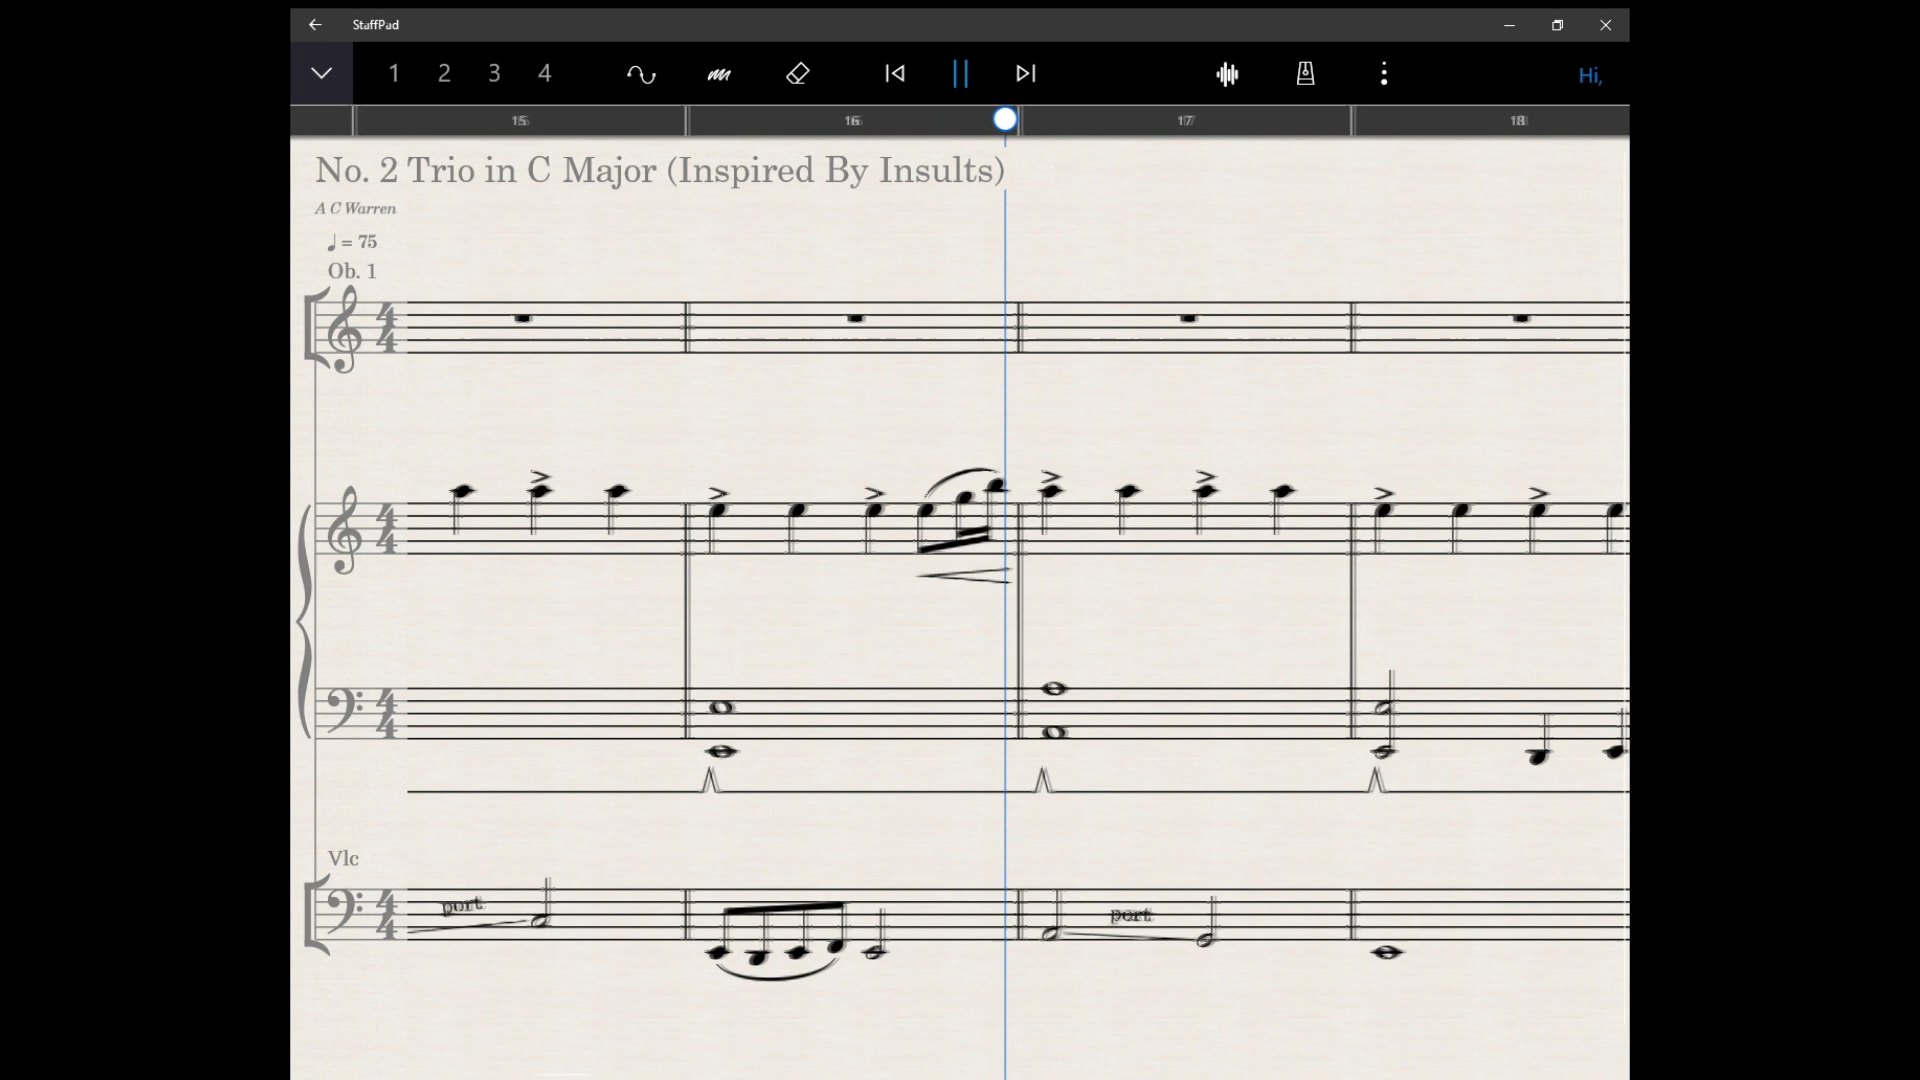 StaffPad
1 2 3 4
Hi,
15 16 17 18
No. 2 Trio in C Major (Inspired By Insults)
A C Warren
♩ = 75
Ob. 1
Vlc
port
port